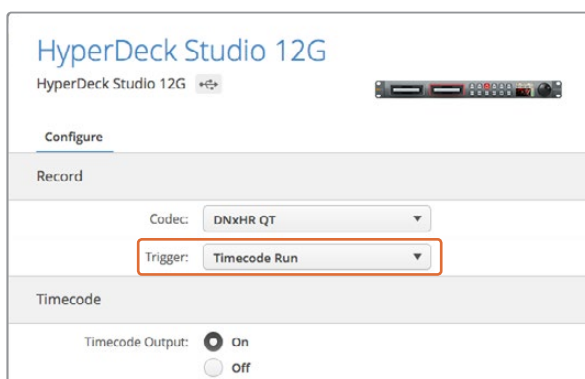 HyperDeck Studio 12G
HyperDeck Studio 12G
Configure
Record
Codec: DNxHR QT
Trigger: Timecode Run
Timecode
Timecode Output: On
Off